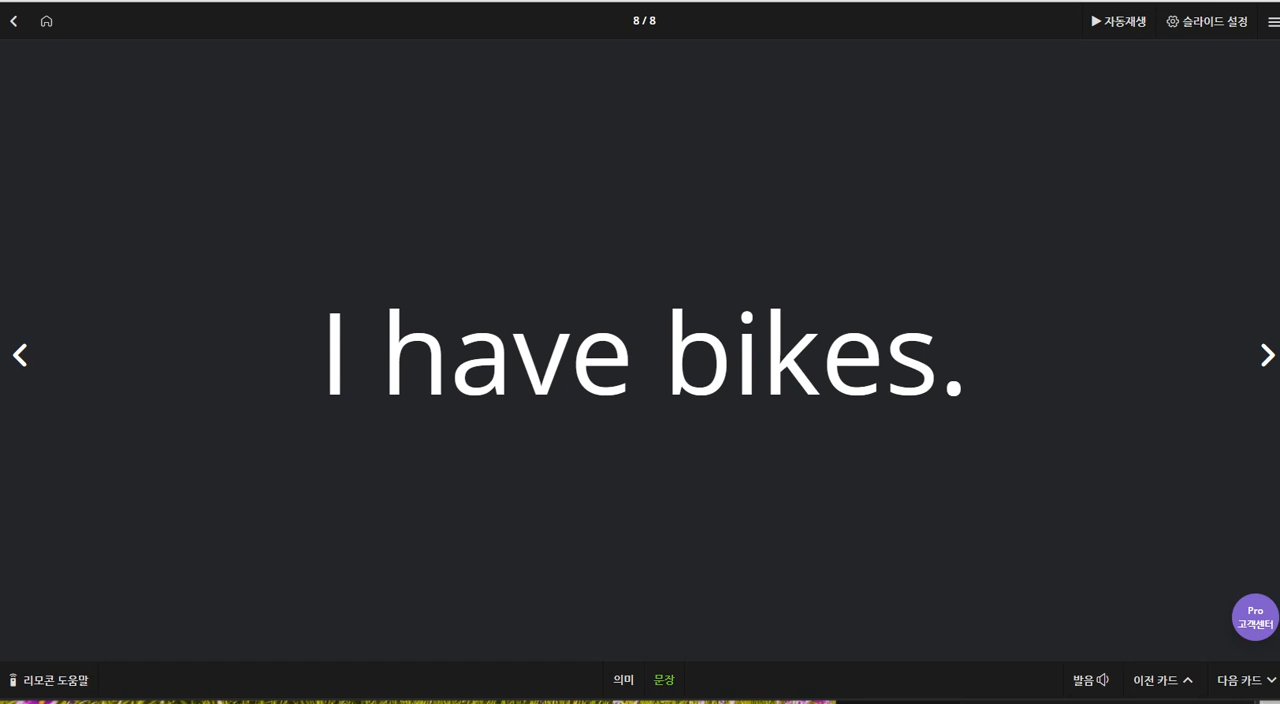 8 / 8
자동재생
슬라이드 설정
I have bikes.
Pro
고객센터
리모콘 도움말
의미
문장
발음
이전 카드
다음 카드